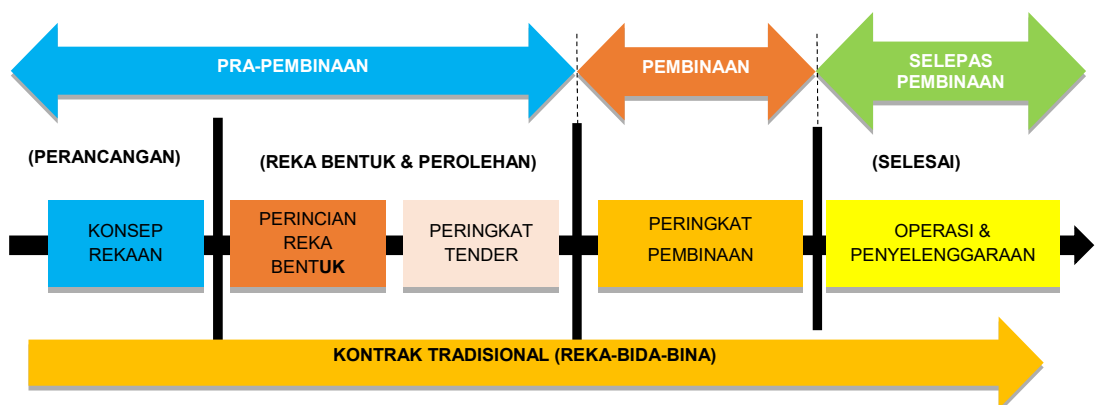 PRA-PEMBINAAN
PEMBINAAN
SELEPAS
PEMBINAAN
(PERANCANGAN)
(REKA BENTUK & PEROLEHAN)
(SELESAI)
KONSEP
REKAAN
PERINCIAN
REKA
BENTUK
PERINGKAT
TENDER
PERINGKAT
PEMBINAAN
OPERASI &
PENYELENGGARAAN
KONTRAK TRADISIONAL (REKA-BIDA-BINA)